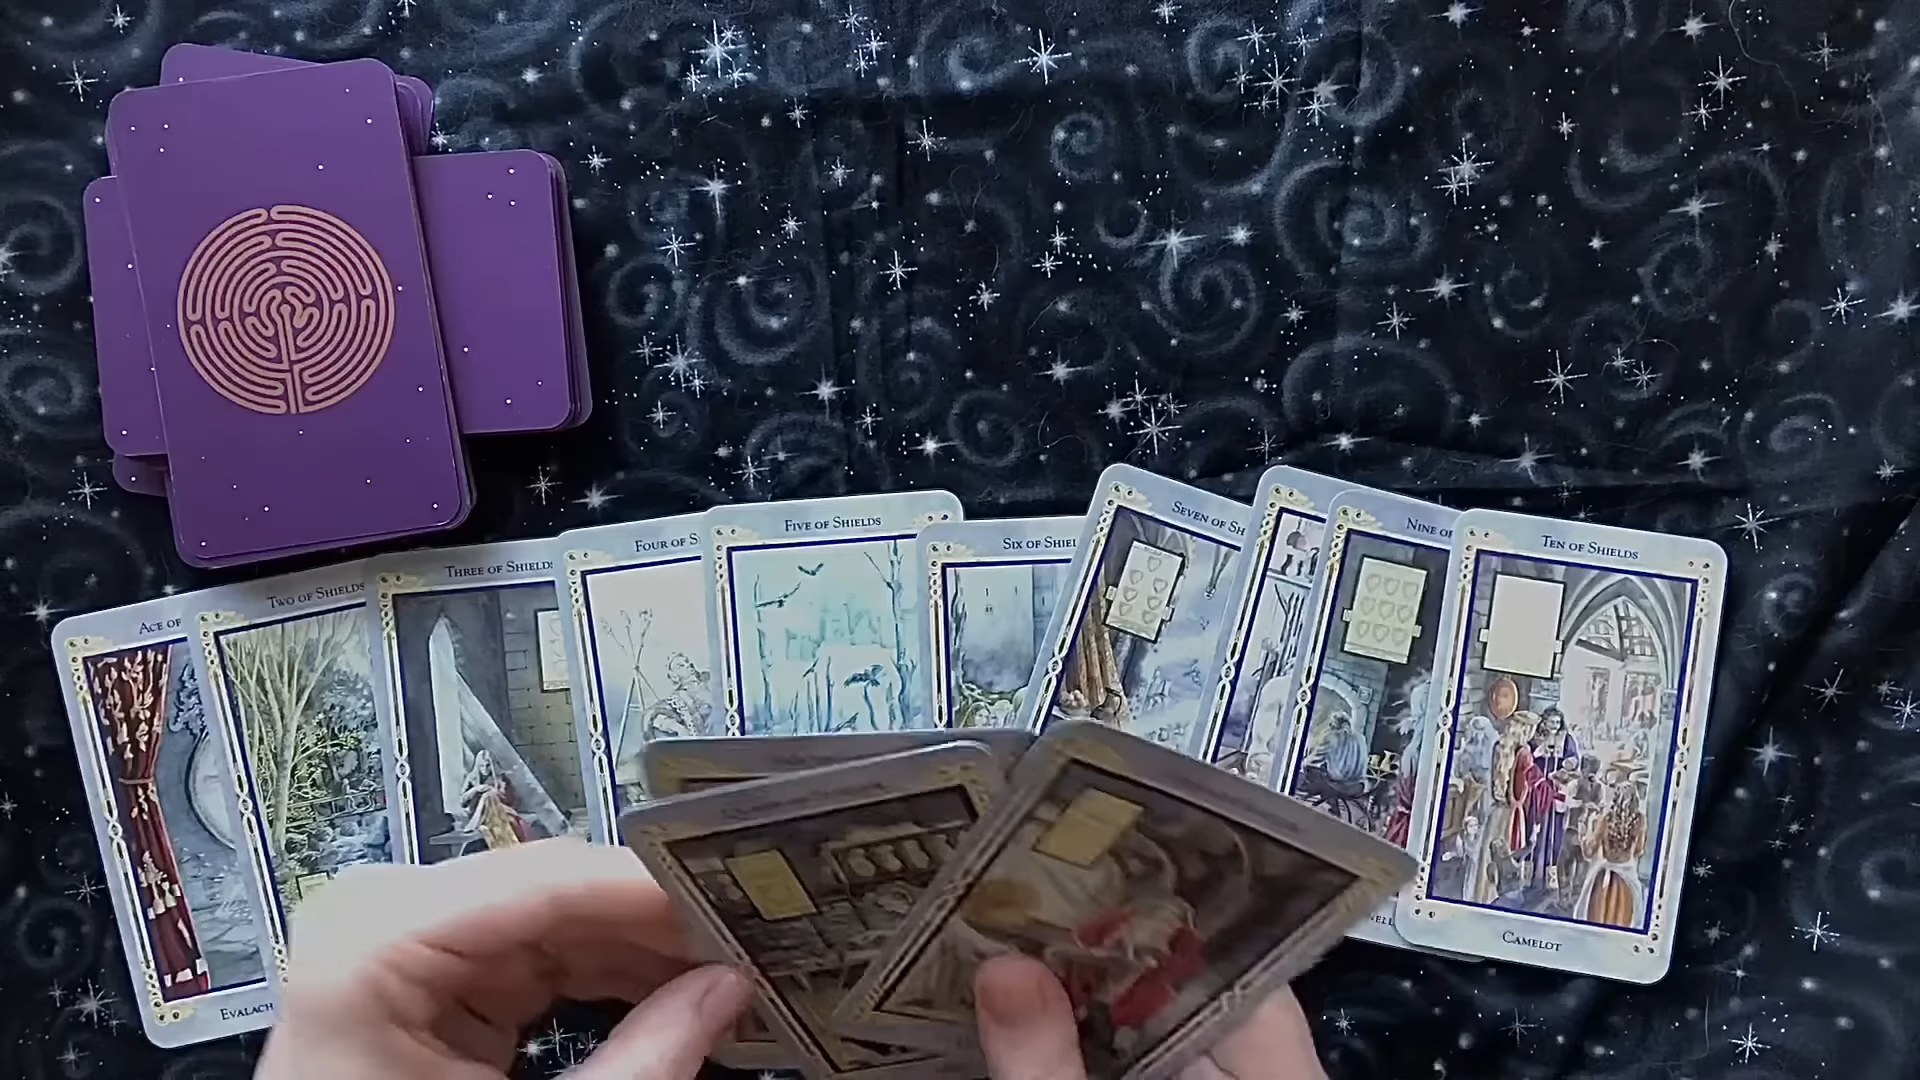 ACE OF
TWO OF SHIELDS
THREE OF SHIELDS
FOUR OF S
FIVE OF SHIELDS
SIX OF SHIEL
SEVEN OF SH
NINE OF
TEN OF SHIELDS
EVALACH
CAMELOT